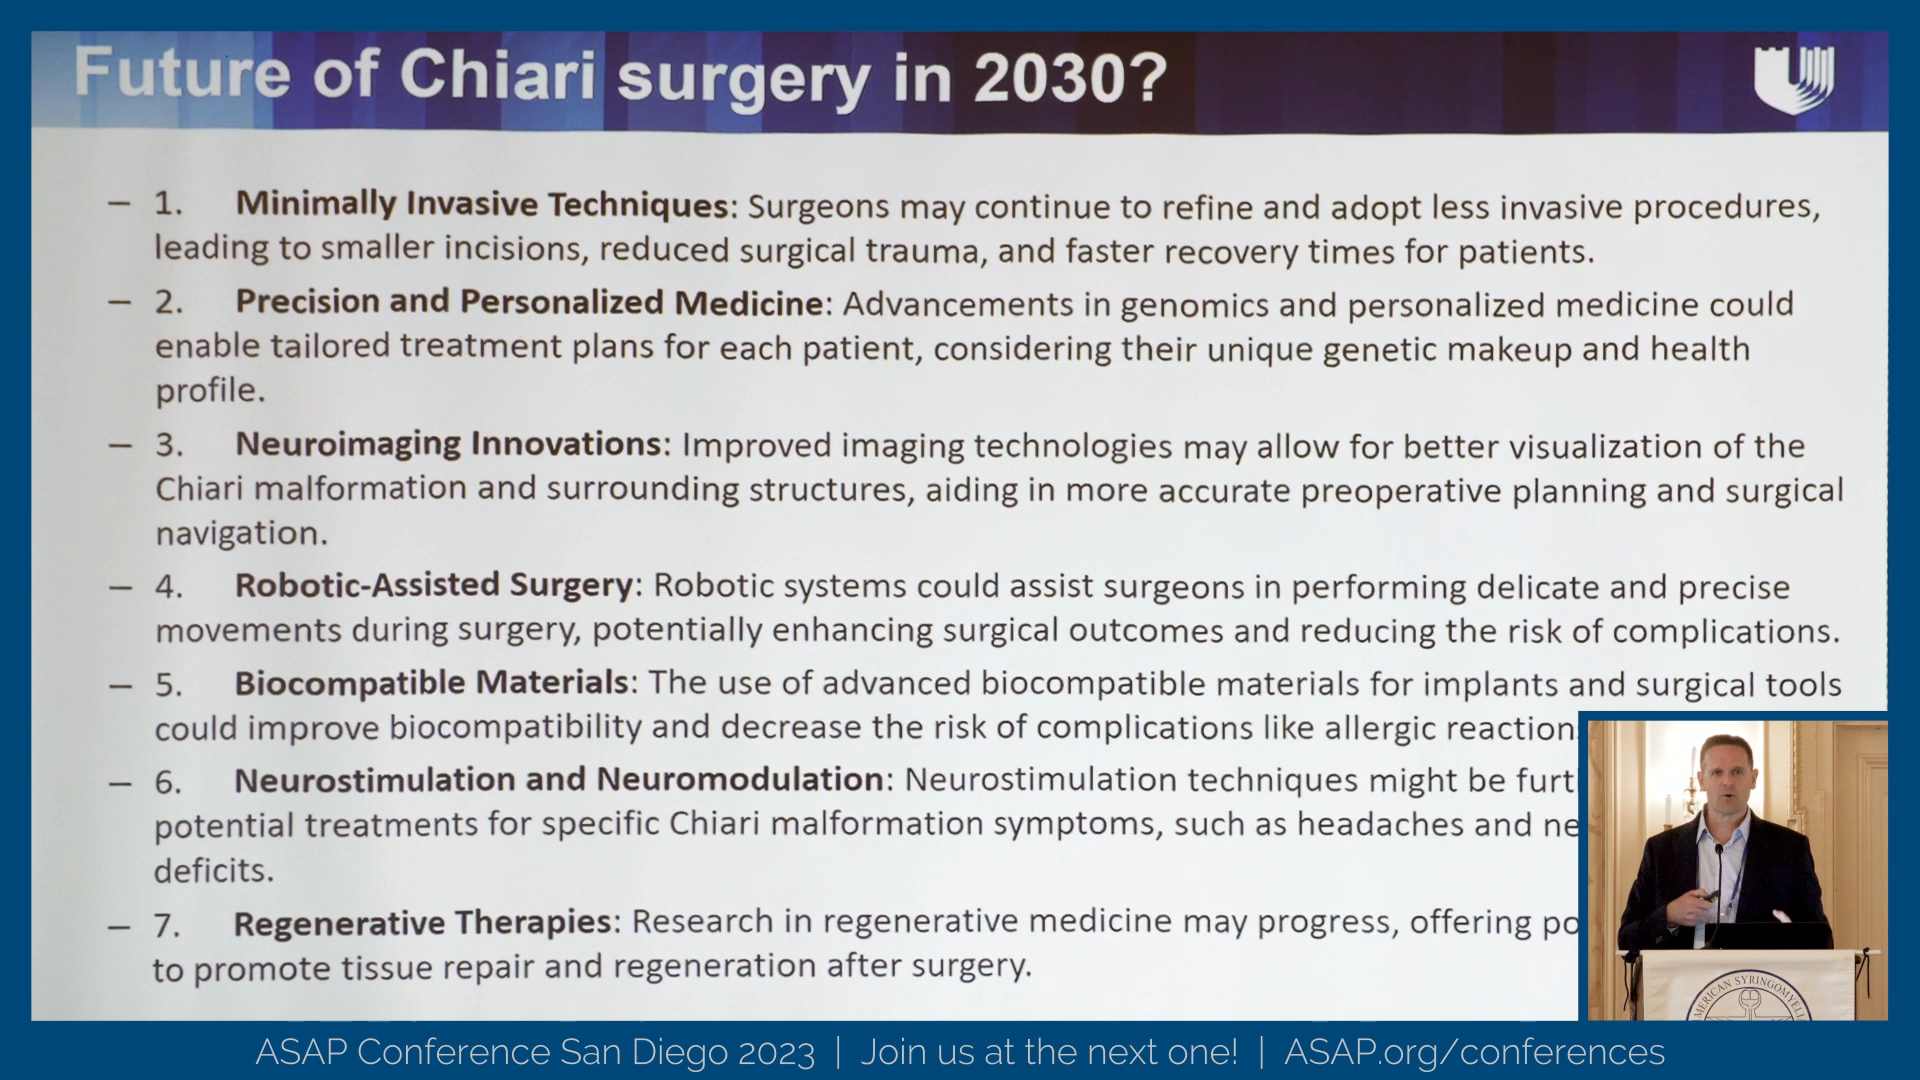 Future of Chiari surgery in 2030?
– 1. Minimally Invasive Techniques: Surgeons may continue to refine and adopt less invasive procedures,
leading to smaller incisions, reduced surgical trauma, and faster recovery times for patients.
– 2. Precision and Personalized Medicine: Advancements in genomics and personalized medicine could
enable tailored treatment plans for each patient, considering their unique genetic makeup and health
profile.
– 3. Neuroimaging Innovations: Improved imaging technologies may allow for better visualization of the
Chiari malformation and surrounding structures, aiding in more accurate preoperative planning and surgical
navigation.
– 4. Robotic-Assisted Surgery: Robotic systems could assist surgeons in performing delicate and precise
movements during surgery, potentially enhancing surgical outcomes and reducing the risk of complications.
– 5. Biocompatible Materials: The use of advanced biocompatible materials for implants and surgical tools
could improve biocompatibility and decrease the risk of complications like allergic reaction
– 6. Neurostimulation and Neuromodulation: Neurostimulation techniques might be
potential treatments for specific Chiari malformation symptoms, such as headaches and
deficits.
– 7. Regenerative Therapies: Research in regenerative medicine may progress, offering
to promote tissue repair and regeneration after surgery.
SYRINGOMYEL
ASAP Conference San Diego 2023 | Join us at the next one! | ASAP.org/conferences